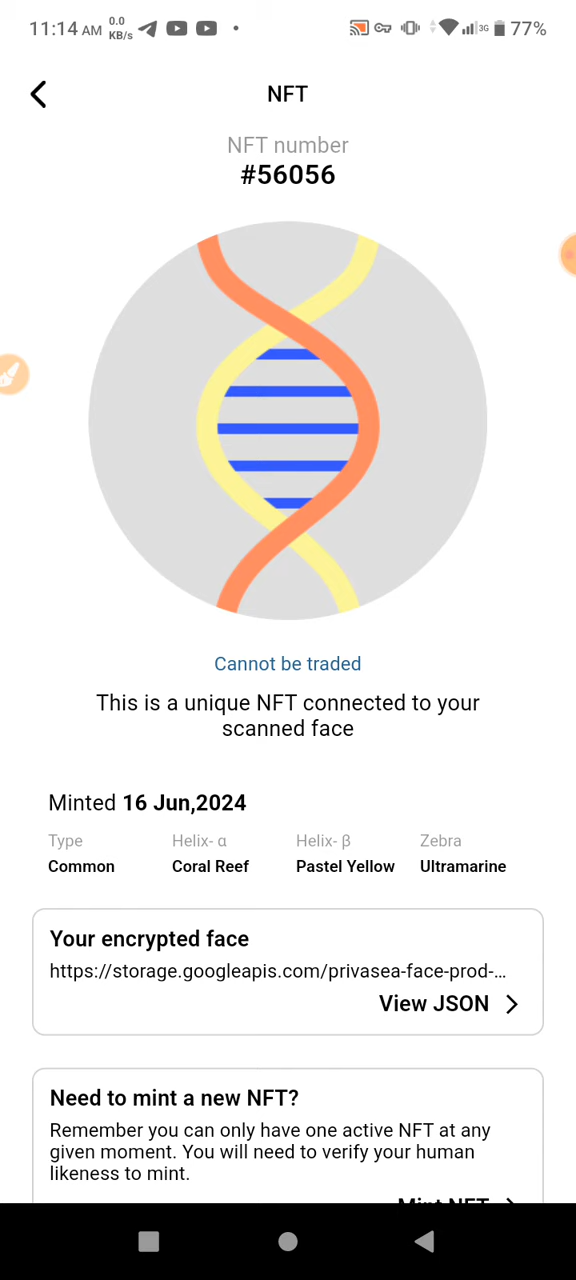 11:14 AM 0.0 KB/s 3G 77%
NFT
NFT number
#56056
Cannot be traded
This is a unique NFT connected to your
scanned face
Minted 16 Jun,2024
Type Helix- α Helix- β Zebra
Common Coral Reef Pastel Yellow Ultramarine
Your encrypted face
https://storage.googleapis.com/privasea-face-prod-...
View JSON
Need to mint a new NFT?
Remember you can only have one active NFT at any
given moment. You will need to verify your human
likeness to mint.
Mint NFT